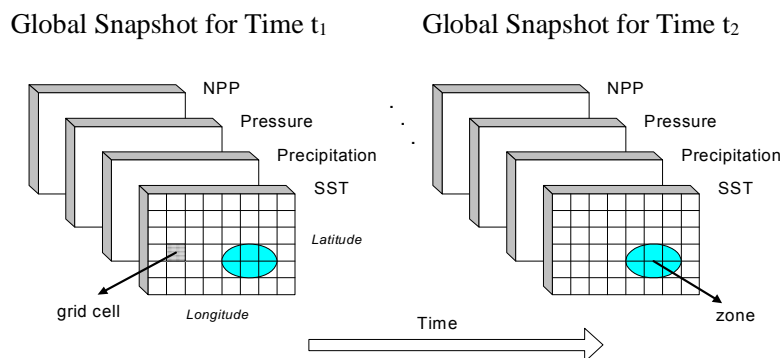 Global Snapshot for Time t₁
Global Snapshot for Time t₂
NPP
Pressure
Precipitation
SST
Latitude
grid cell
Longitude
NPP
Pressure
Precipitation
SST
zone
Time